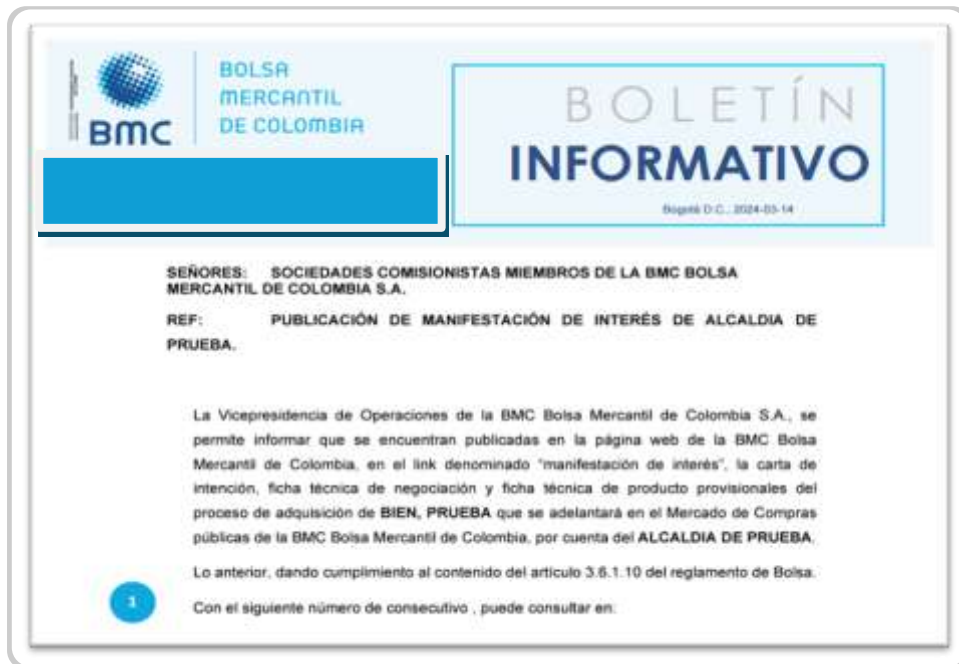 BMC
BOLSA
MERCANTIL
DE COLOMBIA
BOLETÍN
INFORMATIVO
Bogotá D.C., 2024-03-14
SEÑORES: SOCIEDADES COMISIONISTAS MIEMBROS DE LA BMC BOLSA
MERCANTIL DE COLOMBIA S.A.
REF: PUBLICACIÓN DE MANIFESTACIÓN DE INTERÉS DE ALCALDIA DE
PRUEBA.
La Vicepresidencia de Operaciones de la BMC Bolsa Mercantil de Colombia S.A., se
permite informar que se encuentran publicadas en la página web de la BMC Bolsa
Mercantil de Colombia, en el link denominado "manifestación de interés", la carta de
intención, ficha técnica de negociación y ficha técnica de producto provisionales del
proceso de adquisición de BIEN, PRUEBA que se adelantará en el Mercado de Compras
públicas de la BMC Bolsa Mercantil de Colombia, por cuenta del ALCALDIA DE PRUEBA.
Lo anterior, dando cumplimiento al contenido del artículo 3.6.1.10 del reglamento de Bolsa.
1
Con el siguiente número de consecutivo , puede consultar en: